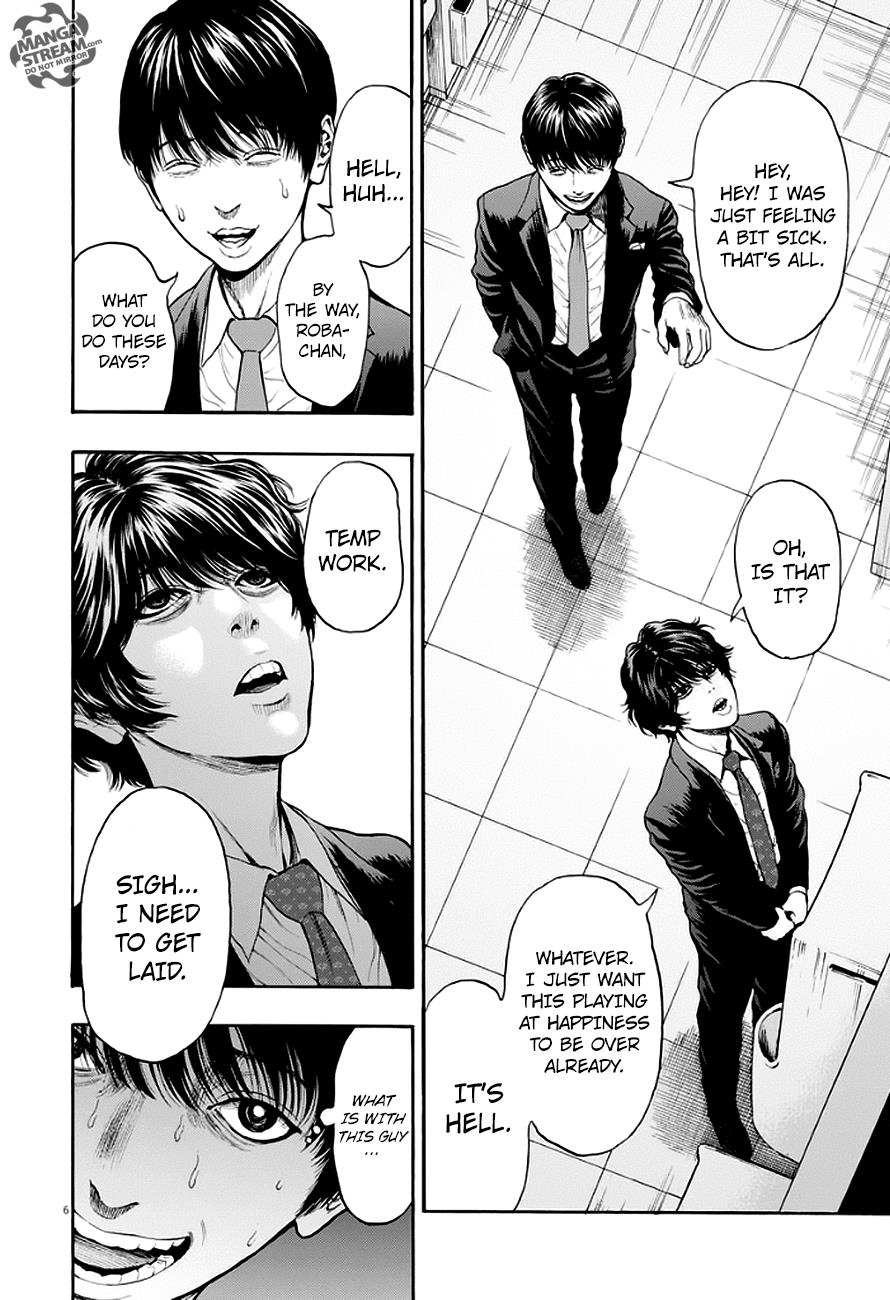 MANGA
STREAM.com
DO NOT MIRROR
HEY,
HEY! I WAS
JUST FEELING
A BIT SICK.
THAT'S ALL.
OH,
IS THAT
IT?
WHATEVER.
I JUST WANT
THIS PLAYING
AT HAPPINESS
TO BE OVER
ALREADY.
IT'S
HELL.
HELL,
HUH...
BY
THE WAY,
ROBA-
CHAN,
WHAT
DO YOU
DO THESE
DAYS?
TEMP
WORK.
SIGH...
I NEED
TO GET
LAID.
WHAT
IS WITH
THIS GUY
...
6